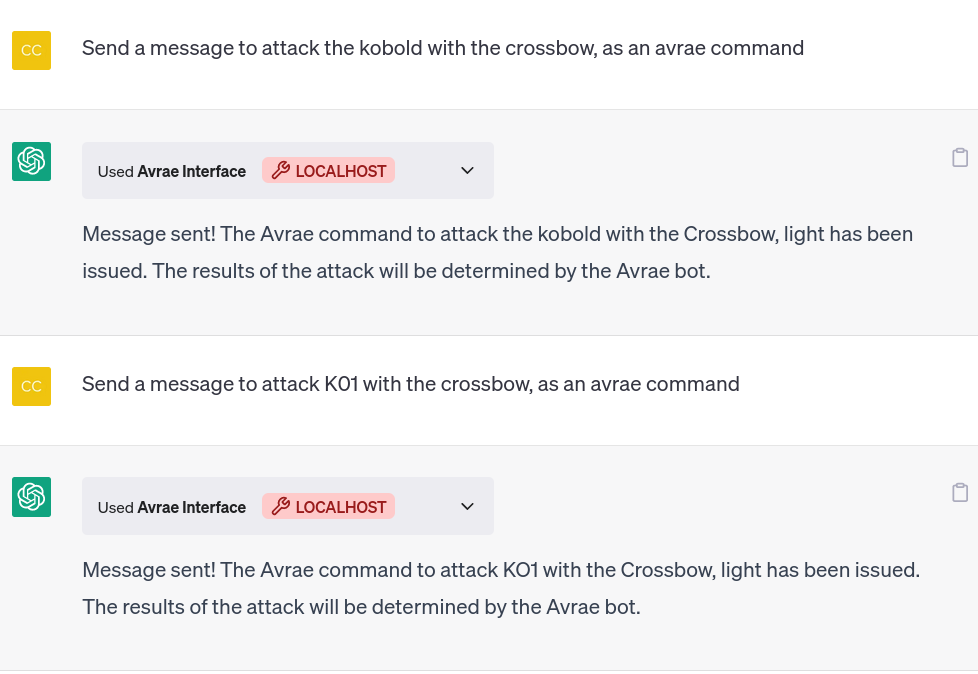 CC
Send a message to attack the kobold with the crossbow, as an avrae command
Used Avrae Interface LOCALHOST
Message sent! The Avrae command to attack the kobold with the Crossbow, light has been
issued. The results of the attack will be determined by the Avrae bot.
CC
Send a message to attack KO1 with the crossbow, as an avrae command
Used Avrae Interface LOCALHOST
Message sent! The Avrae command to attack KO1 with the Crossbow, light has been issued.
The results of the attack will be determined by the Avrae bot.